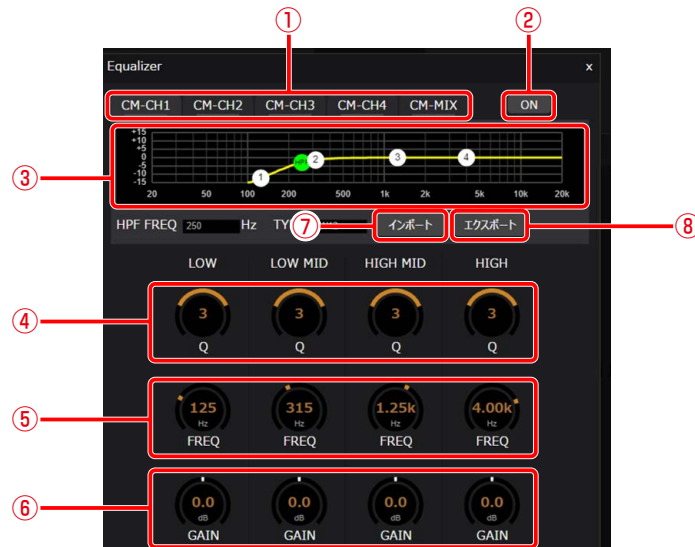 ① ②
Equalizer x
CM-CH1 CM-CH2 CM-CH3 CM-CH4 CM-MIX ON
③
+15
+10
+5
0
-5
-10
-15
1 HPF 2 3 4
20 50 100 200 500 1k 2k 5k 10k 20k
HPF FREQ 250 Hz TY ⑦ インポート エクスポート ⑧
LOW LOW MID HIGH MID HIGH
④ 3 3 3 3
Q Q Q Q
⑤ 125 315 1.25k 4.00k
Hz Hz Hz Hz
FREQ FREQ FREQ FREQ
⑥ 0.0 0.0 0.0 0.0
dB dB dB dB
GAIN GAIN GAIN GAIN